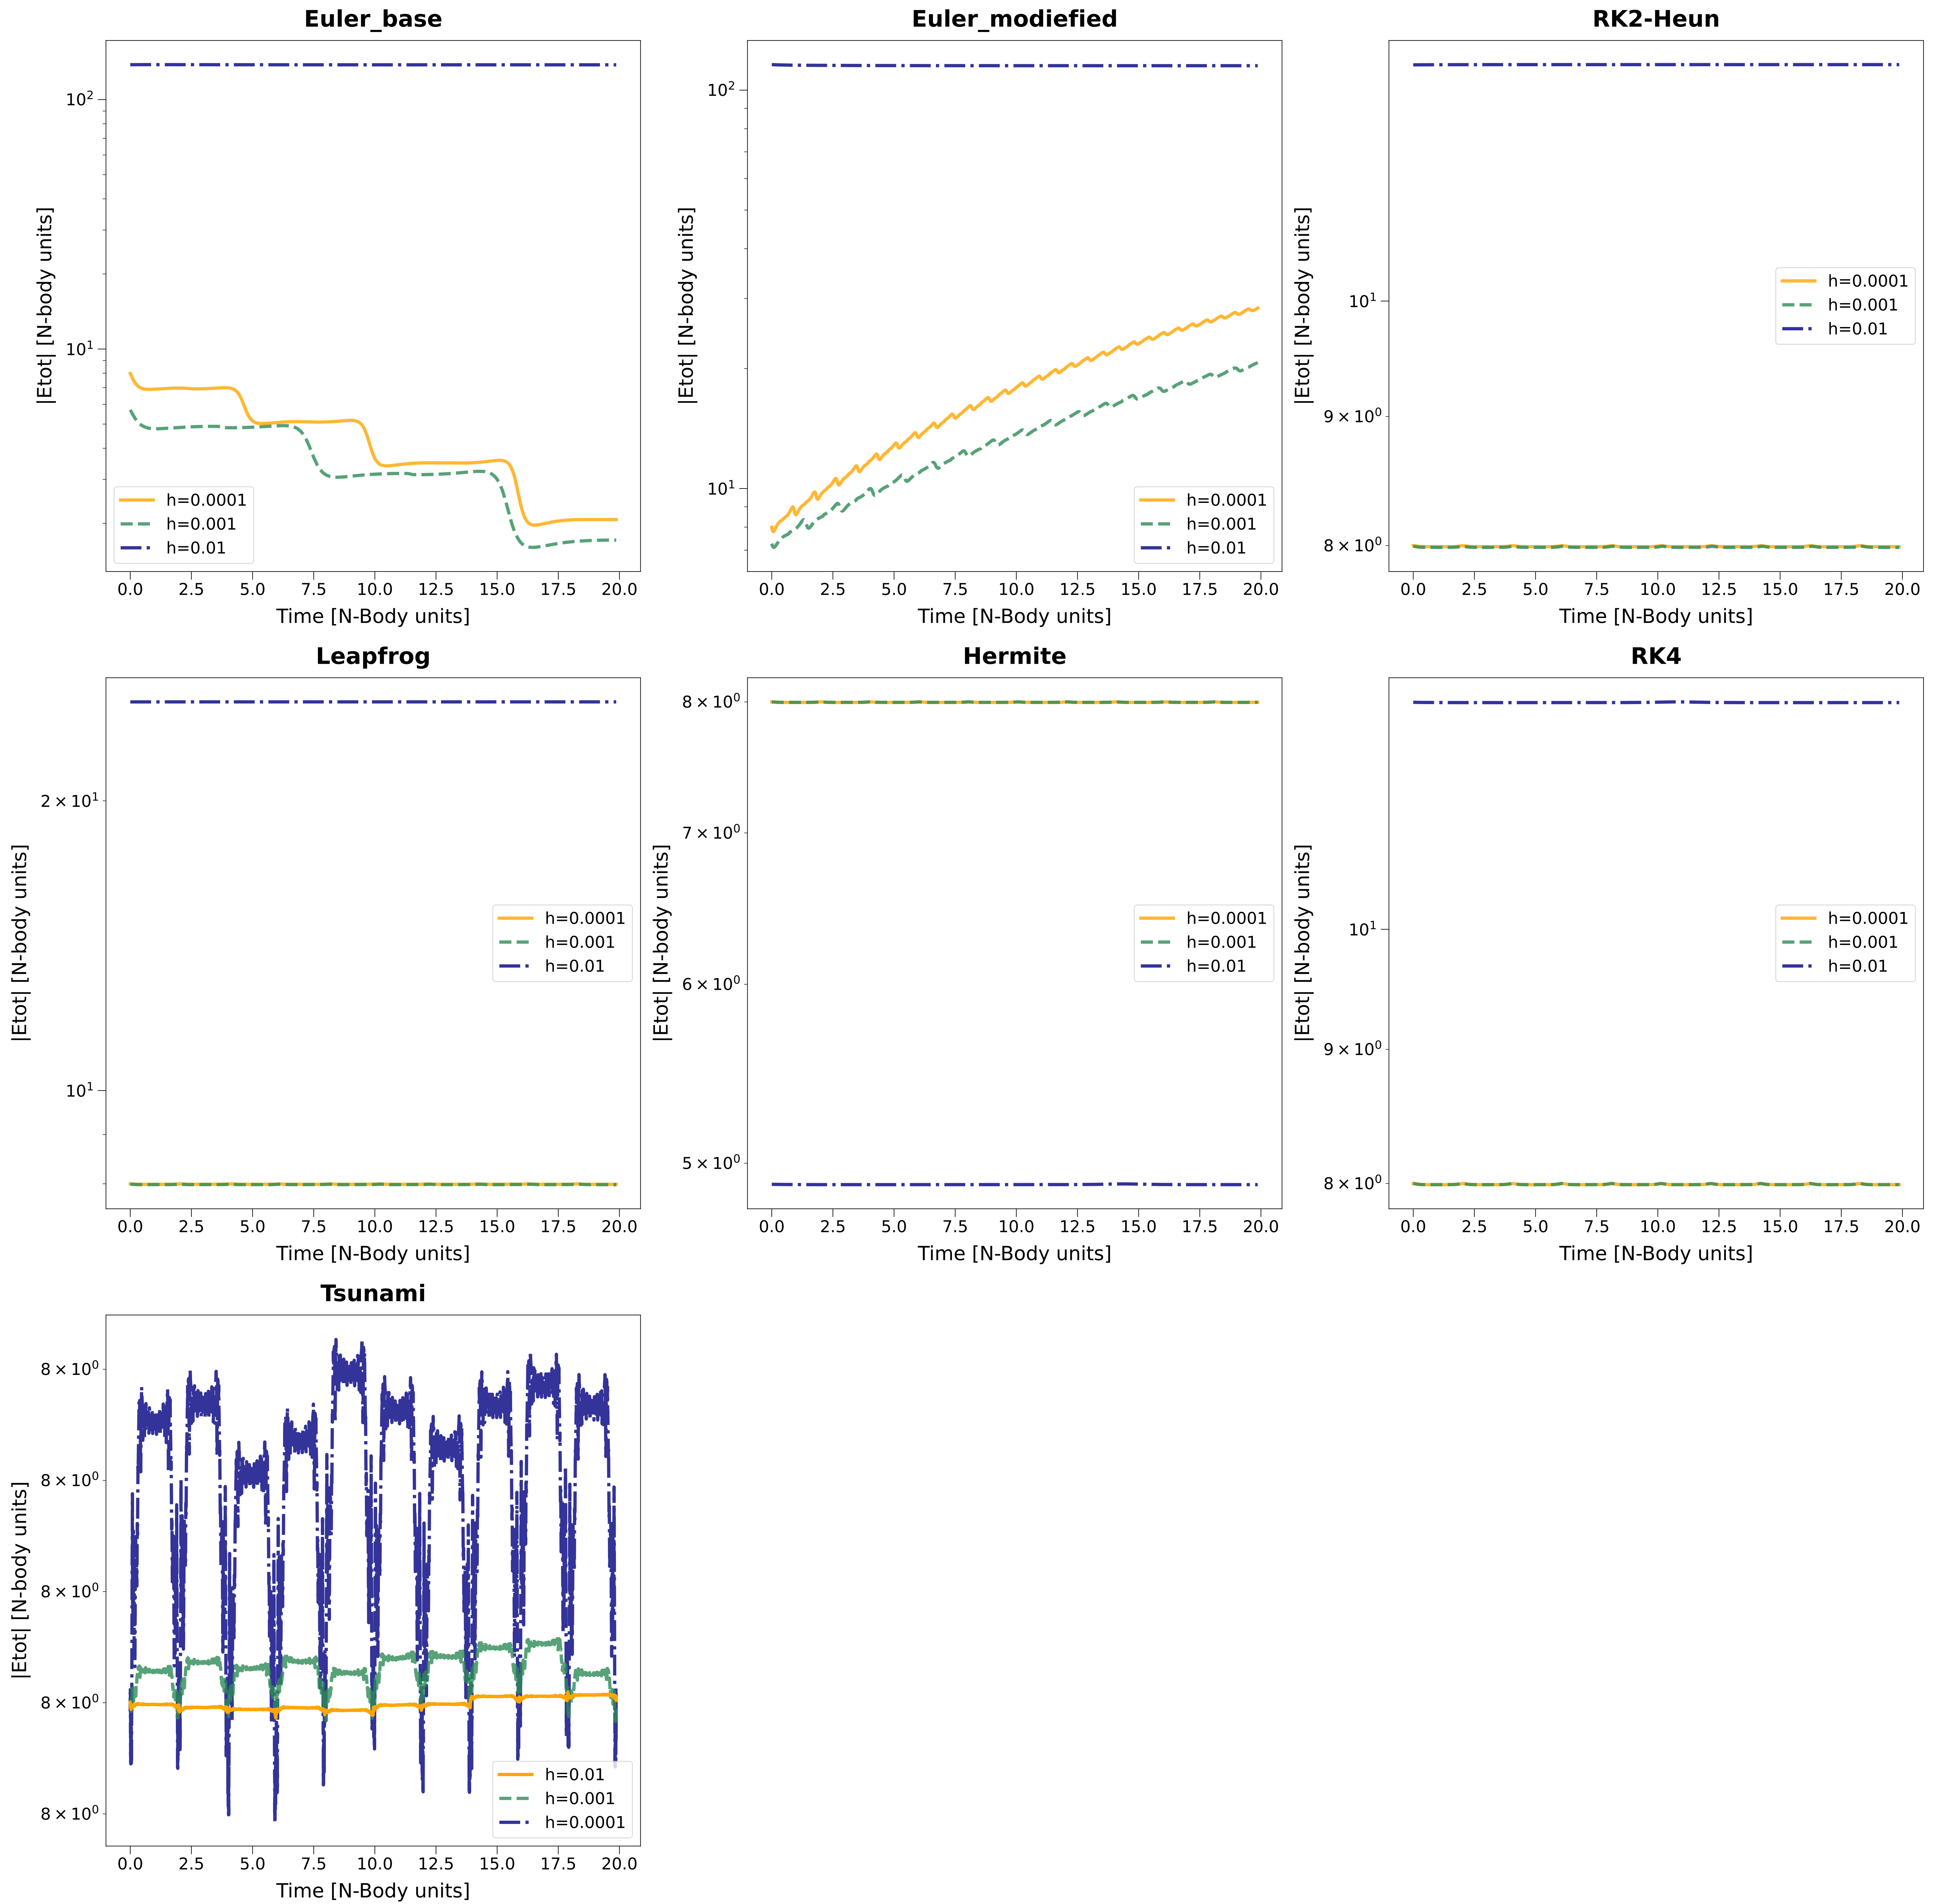 Euler_base
|Etot| [N-body units]
10²
10¹
h=0.0001
h=0.001
h=0.01
0.0 2.5 5.0 7.5 10.0 12.5 15.0 17.5 20.0
Time [N-Body units]
Euler_modiefied
|Etot| [N-body units]
10²
10¹
h=0.0001
h=0.001
h=0.01
0.0 2.5 5.0 7.5 10.0 12.5 15.0 17.5 20.0
Time [N-Body units]
RK2-Heun
|Etot| [N-body units]
10¹
9 × 10⁰
8 × 10⁰
h=0.0001
h=0.001
h=0.01
0.0 2.5 5.0 7.5 10.0 12.5 15.0 17.5 20.0
Time [N-Body units]
Leapfrog
|Etot| [N-body units]
2 × 10¹
10¹
h=0.0001
h=0.001
h=0.01
0.0 2.5 5.0 7.5 10.0 12.5 15.0 17.5 20.0
Time [N-Body units]
Hermite
|Etot| [N-body units]
8 × 10⁰
7 × 10⁰
6 × 10⁰
5 × 10⁰
h=0.0001
h=0.001
h=0.01
0.0 2.5 5.0 7.5 10.0 12.5 15.0 17.5 20.0
Time [N-Body units]
RK4
|Etot| [N-body units]
10¹
9 × 10⁰
8 × 10⁰
h=0.0001
h=0.001
h=0.01
0.0 2.5 5.0 7.5 10.0 12.5 15.0 17.5 20.0
Time [N-Body units]
Tsunami
|Etot| [N-body units]
8 × 10⁰
8 × 10⁰
8 × 10⁰
8 × 10⁰
8 × 10⁰
h=0.01
h=0.001
h=0.0001
0.0 2.5 5.0 7.5 10.0 12.5 15.0 17.5 20.0
Time [N-Body units]